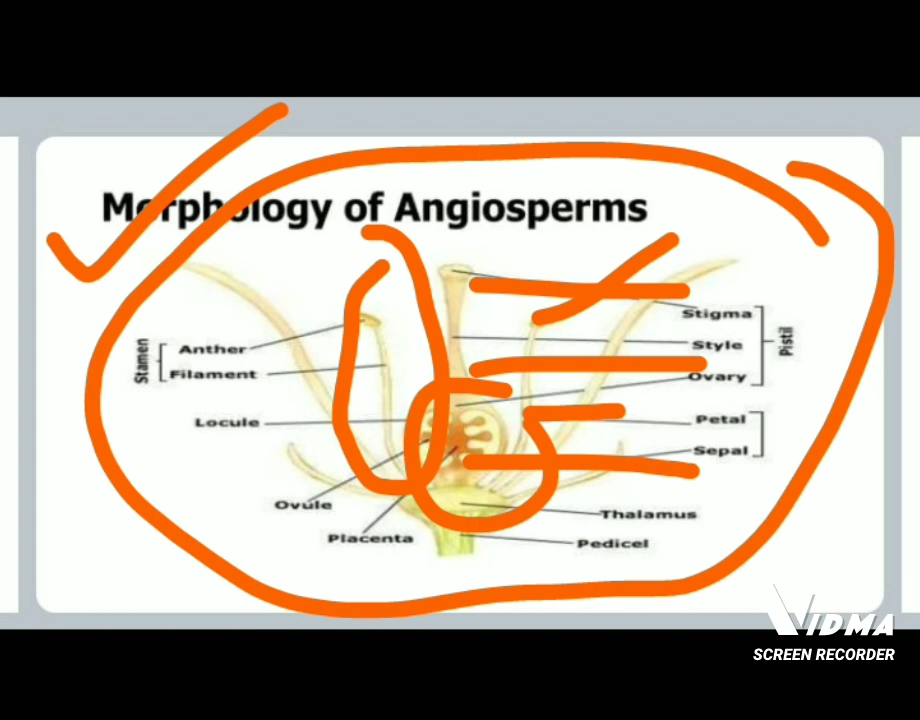 Morphology of Angiosperms
Stigma
Style
Ovary
Pistil
Anther
Filament
Stamen
Locule
Petal
Sepal
Ovule
Placenta
Thalamus
Pedicel
VIDMA
SCREEN RECORDER